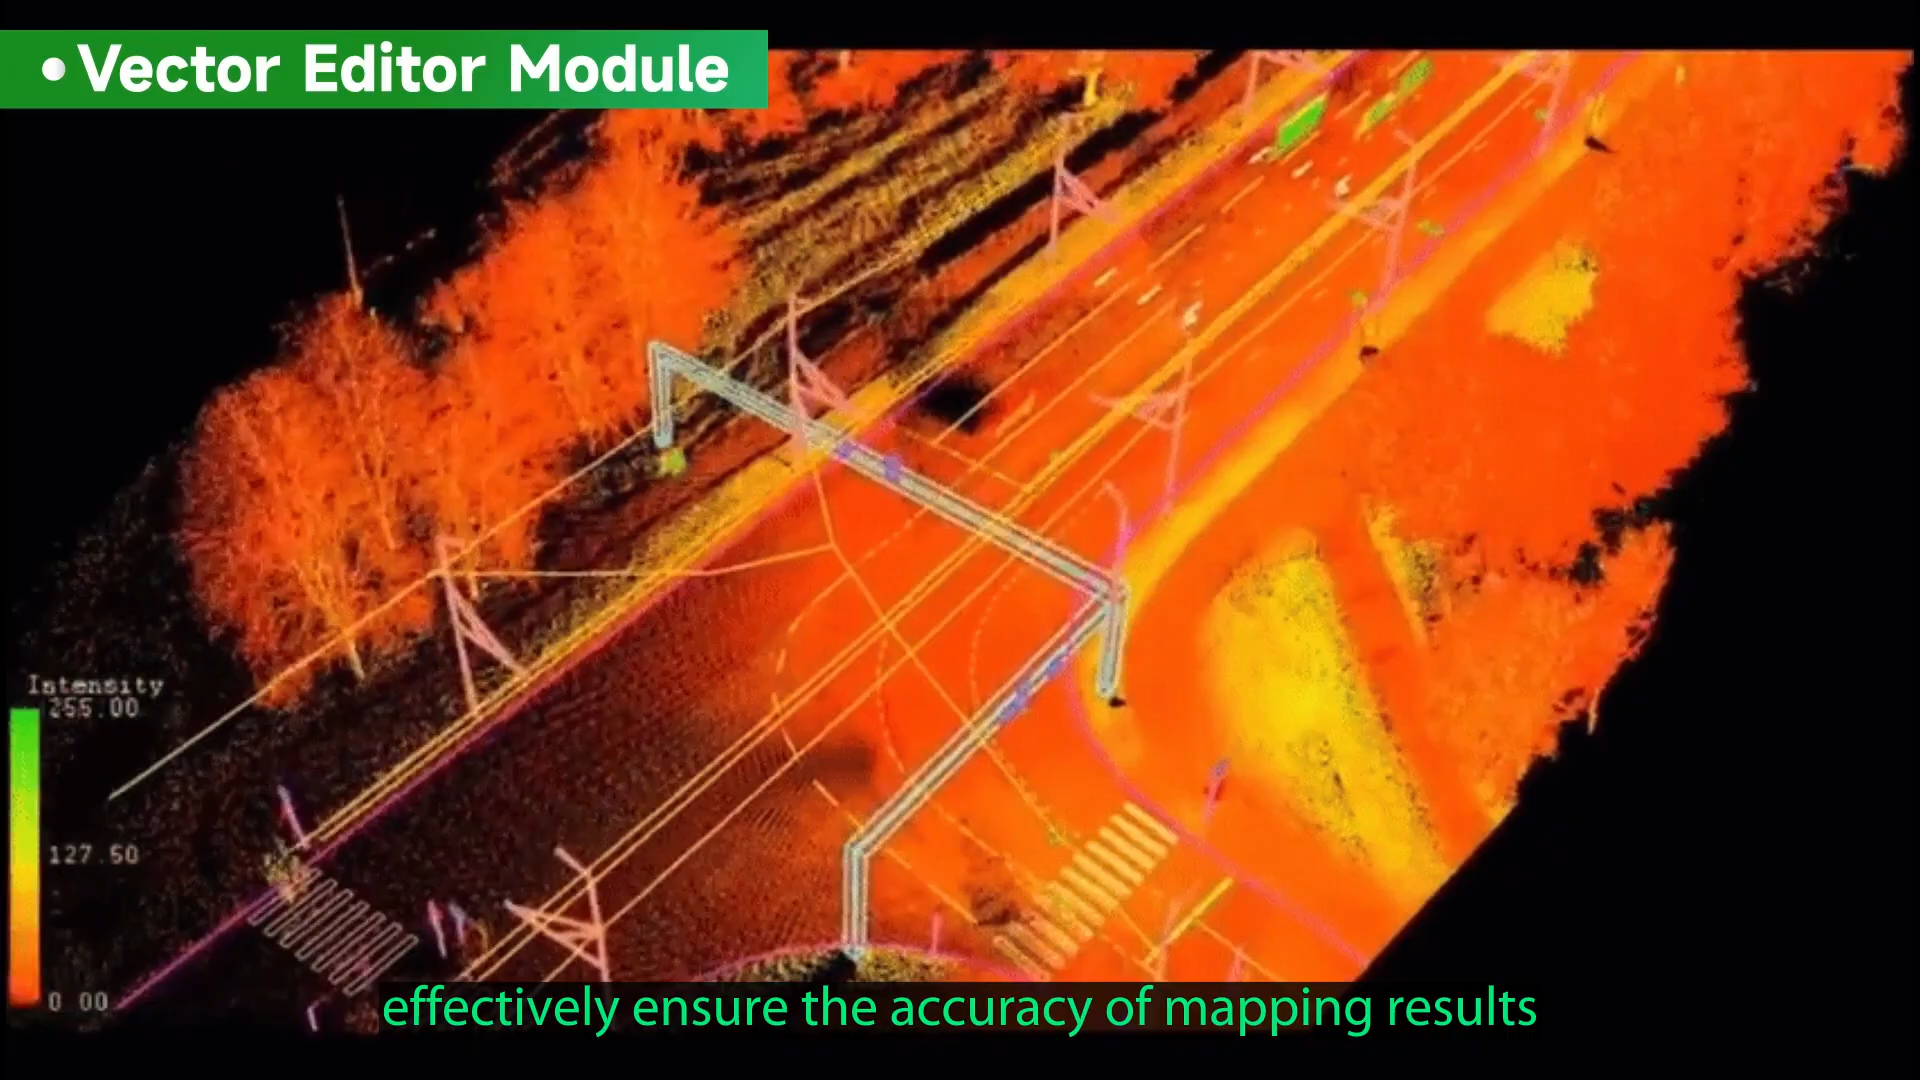 • Vector Editor Module
Intensity
255.00
127.50
0 00
effectively ensure the accuracy of mapping results